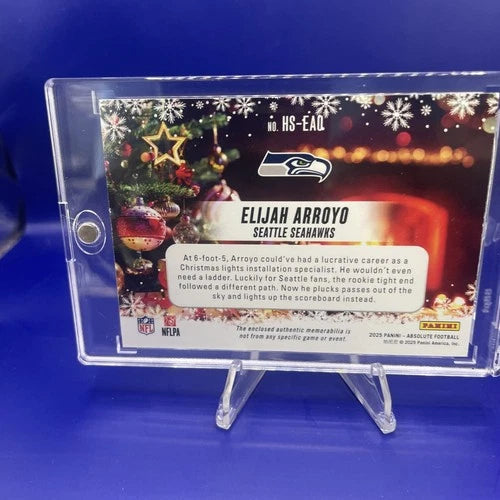 NO. HS-EAO
ELIJAH ARROYO
SEATTLE SEAHAWKS
At 6-foot-5, Arroyo could've had a lucrative career as a
Christmas lights installation specialist. He wouldn't even
need a ladder. Luckily for Seattle fans, the rookie tight end
followed a different path. Now he plucks passes out of the
sky and lights up the scoreboard instead.
NFL
NFLPA
The enclosed authentic memorabilia is
not from any specific game or event.
PANINI
2025 PANINI – ABSOLUTE FOOTBALL
© 2025 Panini America, Inc.